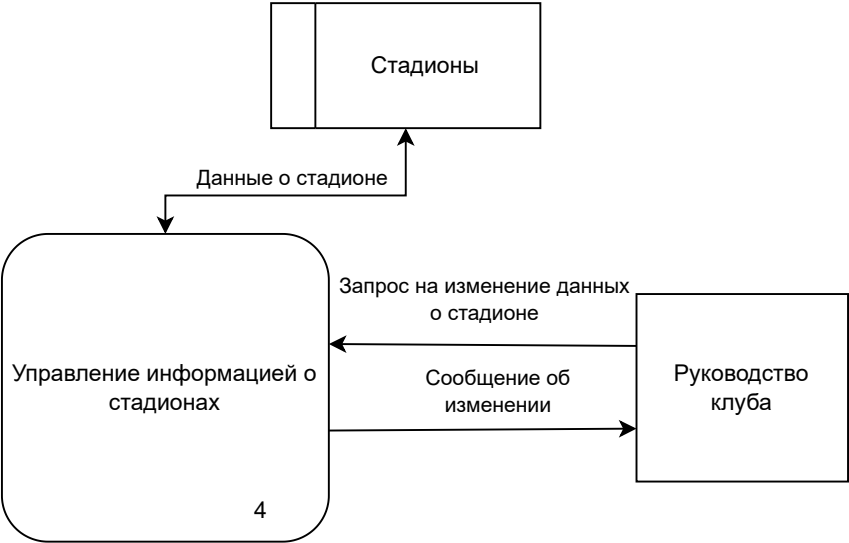 Стадионы
Данные о стадионе
Запрос на изменение данных
о стадионе
Управление информацией о
стадионах
Сообщение об
изменении
Руководство
клуба
4